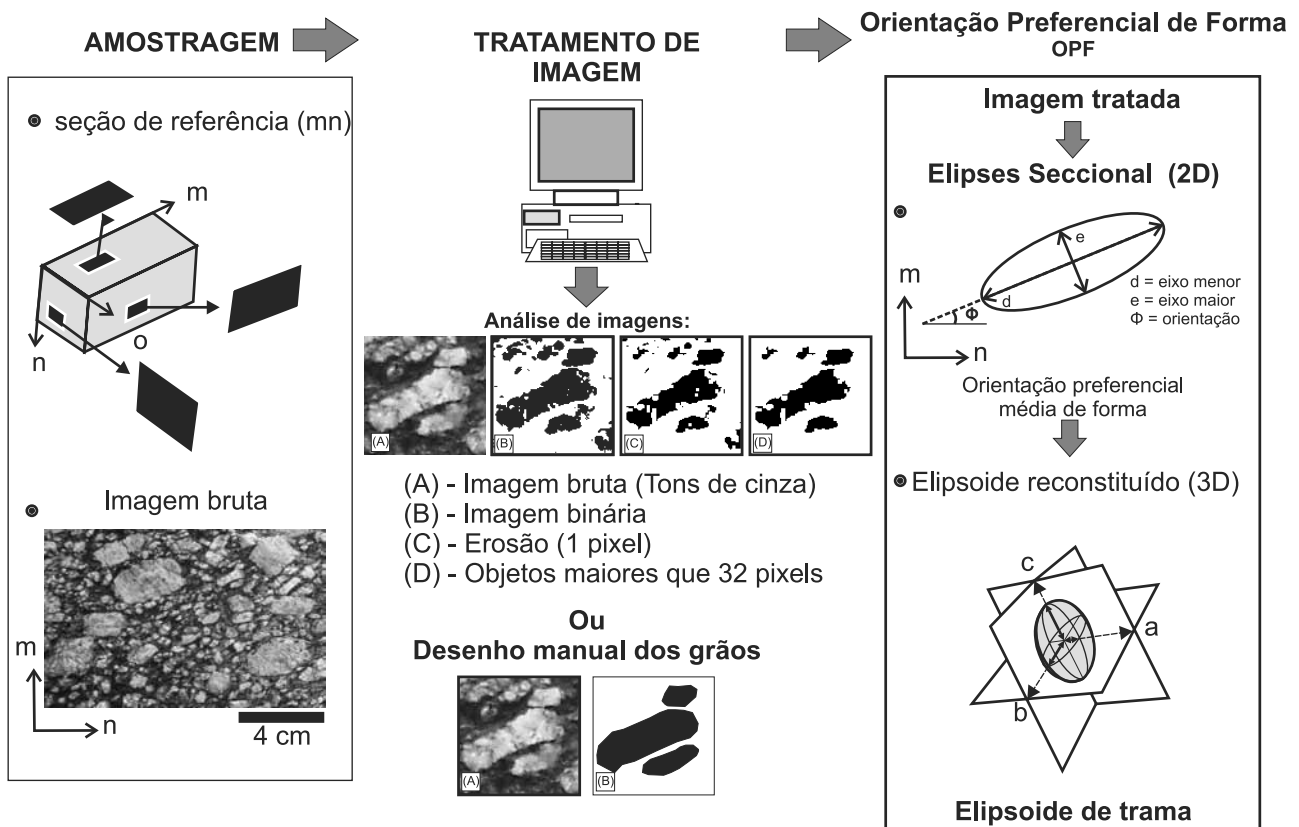 AMOSTRAGEM
seção de referência (mn)
m
n
o
Imagem bruta
m
n
4 cm
TRATAMENTO DE
IMAGEM
Análise de imagens:
(A)
(B)
(C)
(D)
(A) - Imagem bruta (Tons de cinza)
(B) - Imagem binária
(C) - Erosão (1 pixel)
(D) - Objetos maiores que 32 pixels
Ou
Desenho manual dos grãos
(A)
(B)
Orientação Preferencial de Forma
OPF
Imagem tratada
Elipses Seccional (2D)
m
n
e
d
Φ
d = eixo menor
e = eixo maior
Φ = orientação
Orientação preferencial
média de forma
Elipsoide reconstituído (3D)
c
a
b
Elipsoide de trama